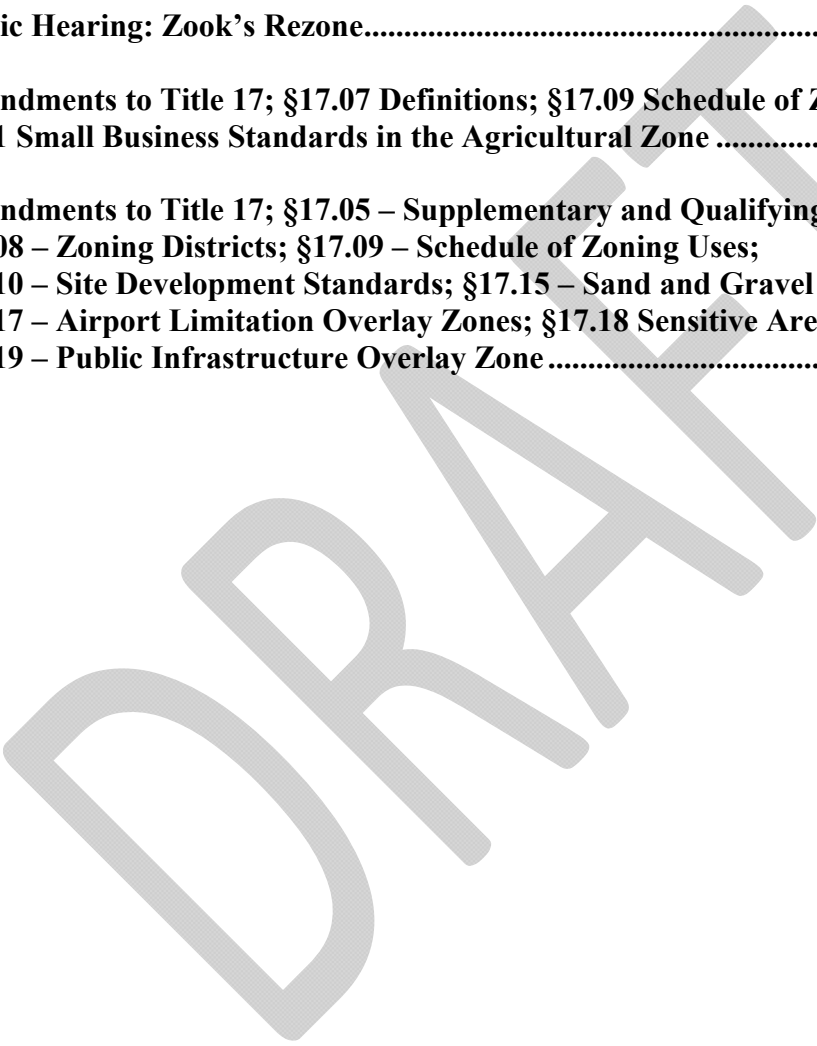 ic Hearing: Zook’s Rezone........................................................
ndments to Title 17; §17.07 Definitions; §17.09 Schedule of Z
1 Small Business Standards in the Agricultural Zone .............
ndments to Title 17; §17.05 – Supplementary and Qualifying
08 – Zoning Districts; §17.09 – Schedule of Zoning Uses;
10 – Site Development Standards; §17.15 – Sand and Gravel
17 – Airport Limitation Overlay Zones; §17.18 Sensitive Are
19 – Public Infrastructure Overlay Zone .................................
DRAFT